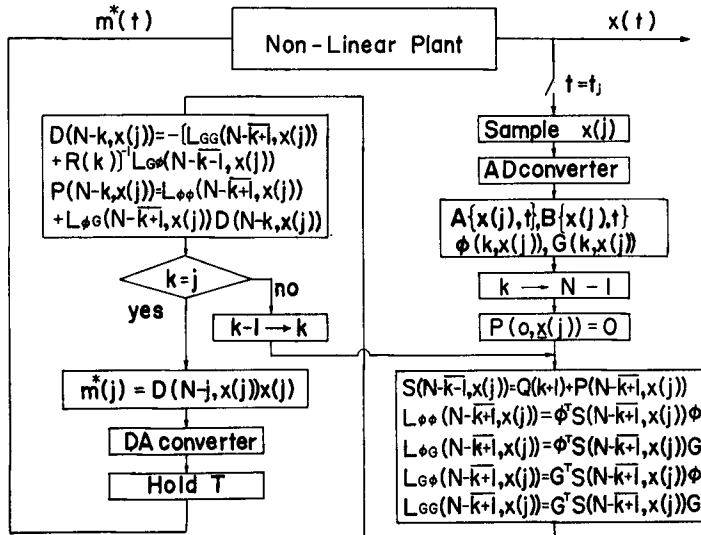 m*(t)
Non-Linear Plant
x(t)
t=tⱼ
Sample x(j)
AD converter
A{x(j),t},B{x(j),t}
ϕ(k,x(j)),G(k,x(j))
k → N-1
P(o,x(j))=0
S(N-k̅-̅1̅,x(j))=Q(k+1)+P(N-k̅+̅1̅,x(j))
Lϕϕ(N-k̅+̅1̅,x(j))=ϕᵀS(N-k̅+̅1̅,x(j))ϕ
LϕG(N-k̅+̅1̅,x(j))=ϕᵀS(N-k̅+̅1̅,x(j))G
LGϕ(N-k̅+̅1̅,x(j))=GᵀS(N-k̅+̅1̅,x(j))ϕ
LGG(N-k̅+̅1̅,x(j))=GᵀS(N-k̅+̅1̅,x(j))G
D(N-k,x(j))=-[LGG(N-k̅+̅1̅,x(j))
+R(k)]⁻¹LGϕ(N-k̅-̅1̅,x(j))
P(N-k,x(j))=Lϕϕ(N-k̅+̅1̅,x(j))
+LϕG(N-k̅+̅1̅,x(j))D(N-k,x(j))
k=j
no
yes
k-1→k
m*(j)=D(N-j,x(j))x(j)
DA converter
Hold T